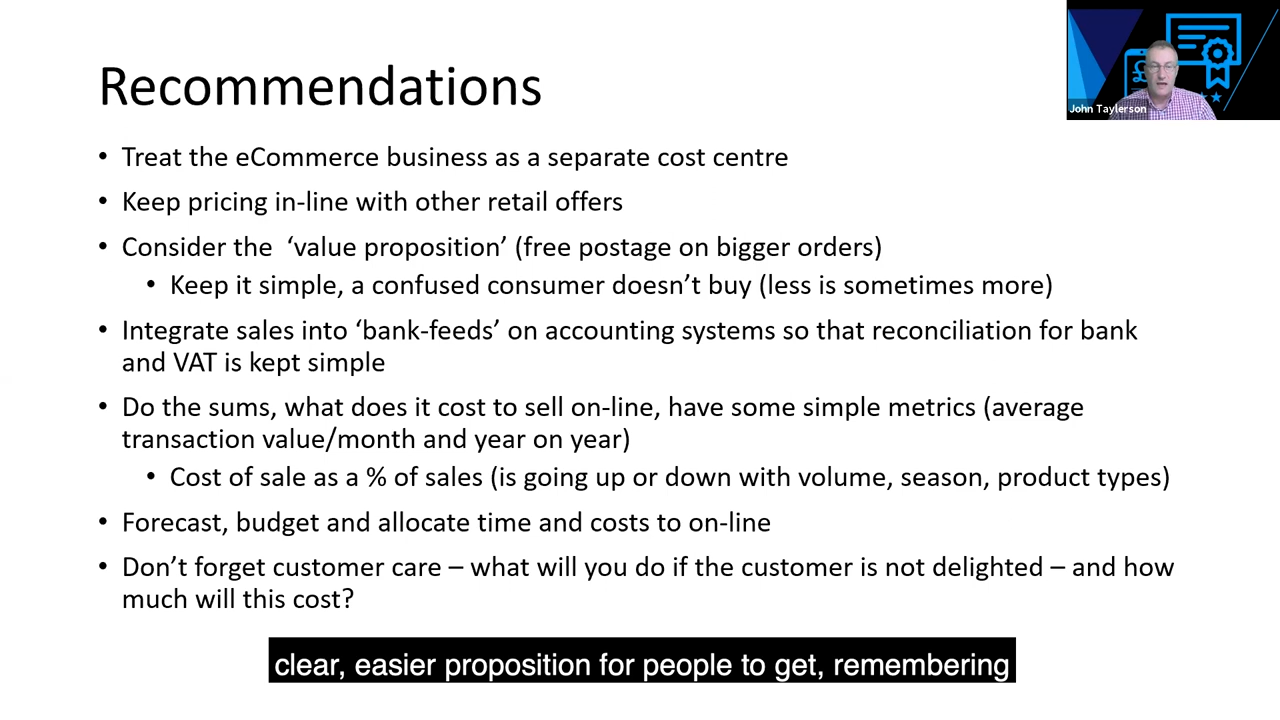 Recommendations
John Taylerson
• Treat the eCommerce business as a separate cost centre
• Keep pricing in-line with other retail offers
• Consider the  ‘value proposition’ (free postage on bigger orders)
• Keep it simple, a confused consumer doesn’t buy (less is sometimes more)
• Integrate sales into ‘bank-feeds’ on accounting systems so that reconciliation for bank
and VAT is kept simple
• Do the sums, what does it cost to sell on-line, have some simple metrics (average
transaction value/month and year on year)
• Cost of sale as a % of sales (is going up or down with volume, season, product types)
• Forecast, budget and allocate time and costs to on-line
• Don’t forget customer care – what will you do if the customer is not delighted – and how
much will this cost?
clear, easier proposition for people to get, remembering